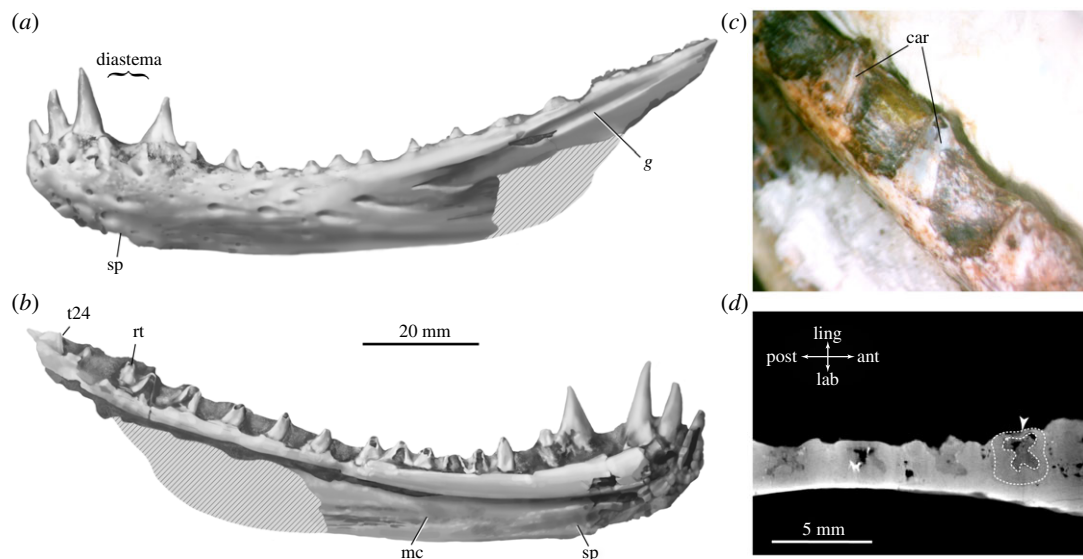 (a)
diastema
sp
g
(b)
t24
rt
20 mm
mc
sp
(c)
car
(d)
ling
post ant
lab
5 mm